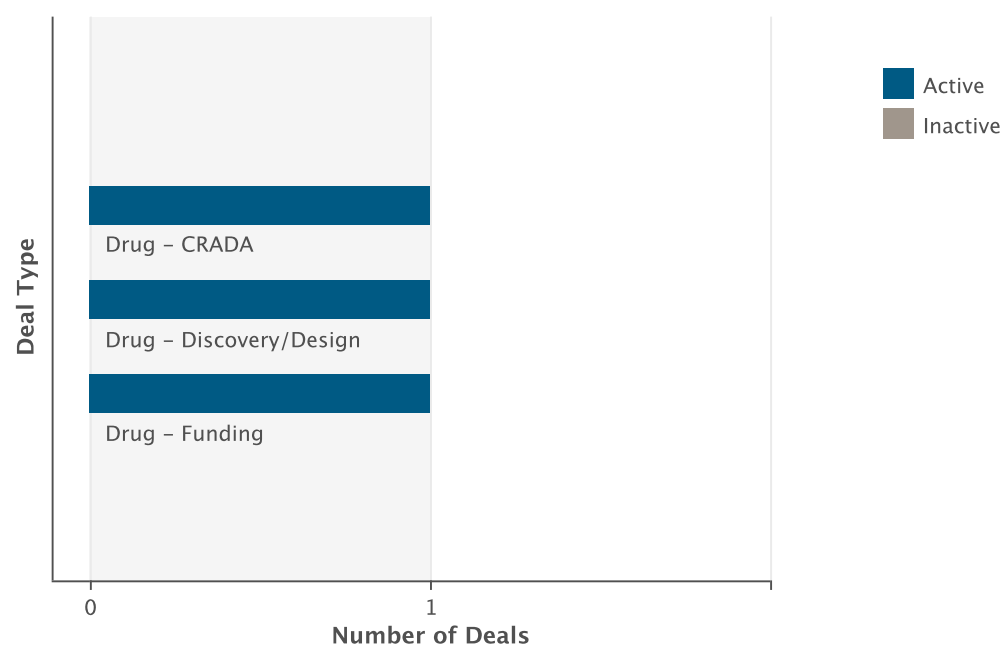 Active
Inactive
Deal Type
Drug – CRADA
Drug – Discovery/Design
Drug – Funding
0
1
Number of Deals